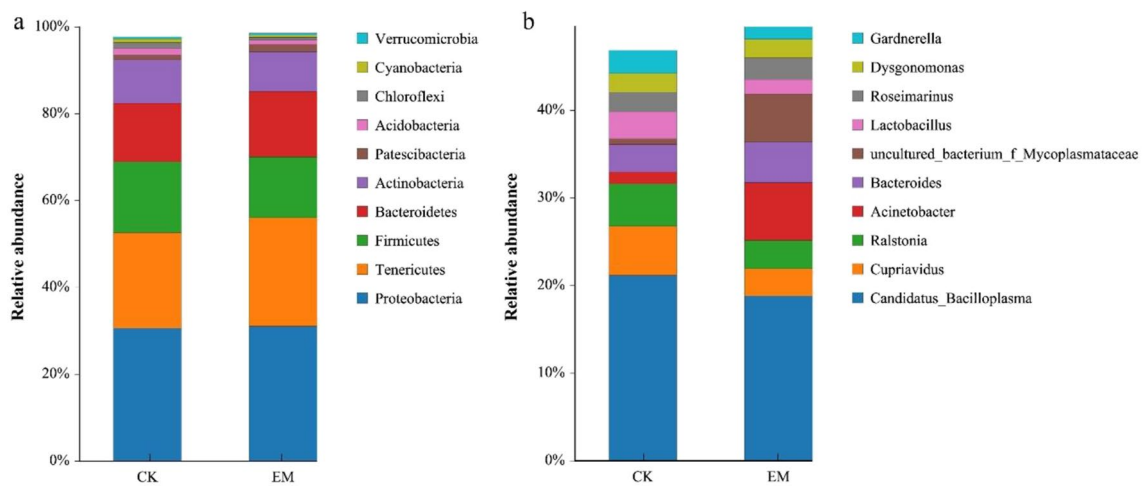 a
100%
80%
60%
40%
20%
0%
Relative abundance
CK
EM
Verrucomicrobia
Cyanobacteria
Chloroflexi
Acidobacteria
Patescibacteria
Actinobacteria
Bacteroidetes
Firmicutes
Tenericutes
Proteobacteria
b
40%
30%
20%
10%
0%
Relative abundance
CK
EM
Gardnerella
Dysgonomonas
Roseimarinus
Lactobacillus
uncultured_bacterium_f_Mycoplasmataceae
Bacteroides
Acinetobacter
Ralstonia
Cupriavidus
Candidatus_Bacilloplasma